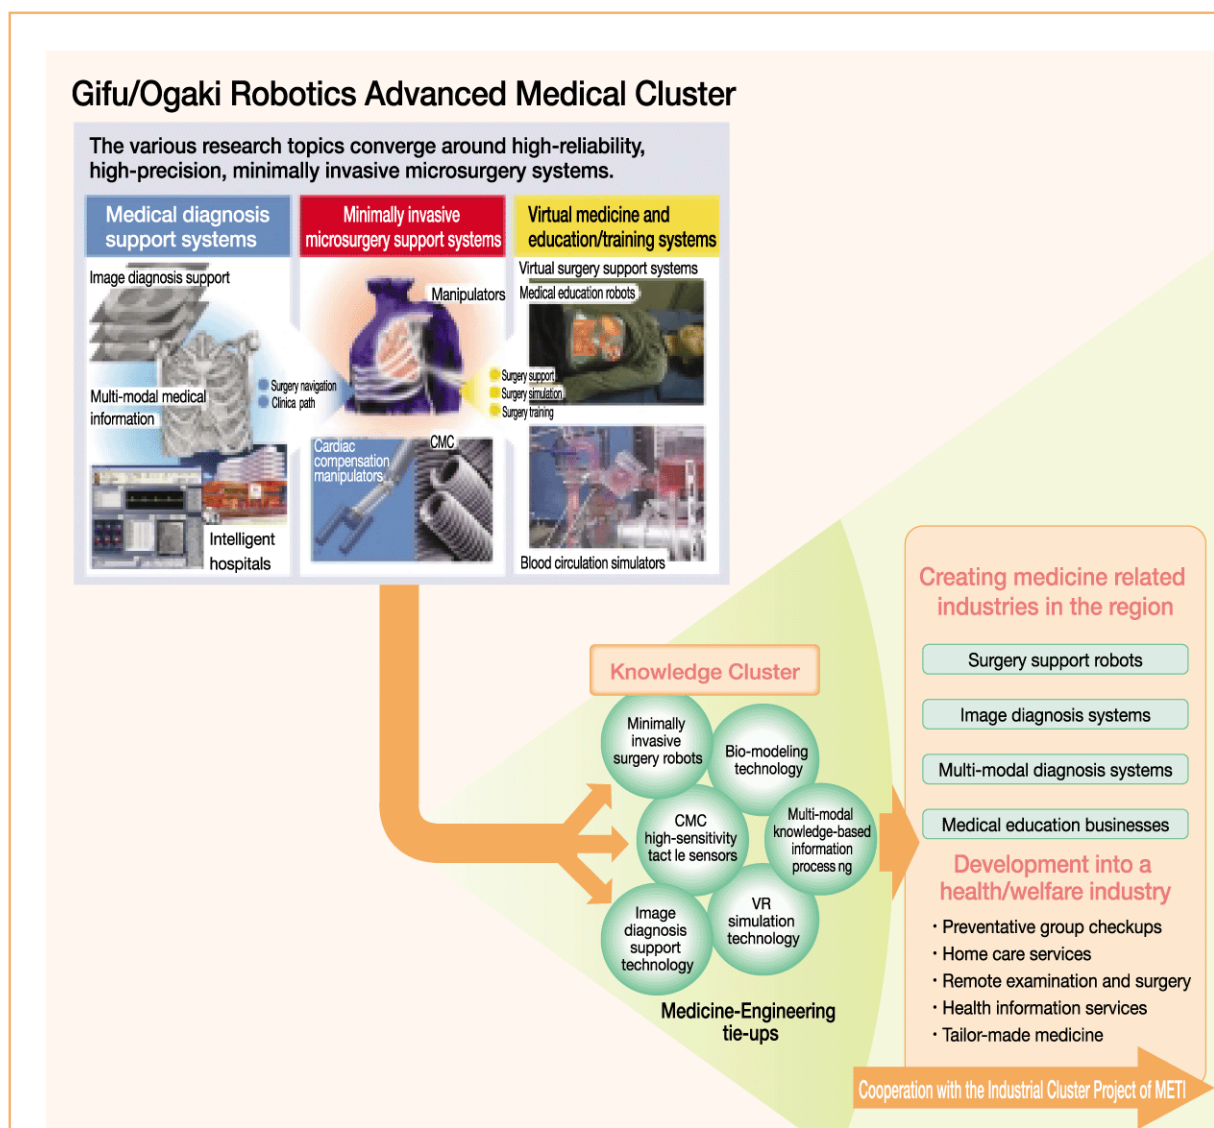 Gifu/Ogaki Robotics Advanced Medical Cluster
The various research topics converge around high-reliability,
high-precision, minimally invasive microsurgery systems.
Medical diagnosis
support systems
Image diagnosis support
Multi-modal medical
information
Surgery navigation
Clinica path
Intelligent
hospitals
Minimally invasive
microsurgery support systems
Manipulators
Cardiac
compensation
manipulators
CMC
Virtual medicine and
education/training systems
Virtual surgery support systems
Medical education robots
Surgery support
Surgery simulation
Surgery training
Blood circulation simulators
Knowledge Cluster
Minimally
invasive
surgery robots
Bio-modeling
technology
CMC
high-sensitivity
tact le sensors
Multi-modal
knowledge-based
information
process ng
Image
diagnosis
support
technology
VR
simulation
technology
Medicine-Engineering
tie-ups
Creating medicine related
industries in the region
Surgery support robots
Image diagnosis systems
Multi-modal diagnosis systems
Medical education businesses
Development into a
health/welfare industry
・Preventative group checkups
・Home care services
・Remote examination and surgery
・Health information services
・Tailor-made medicine
Cooperation with the Industrial Cluster Project of METI